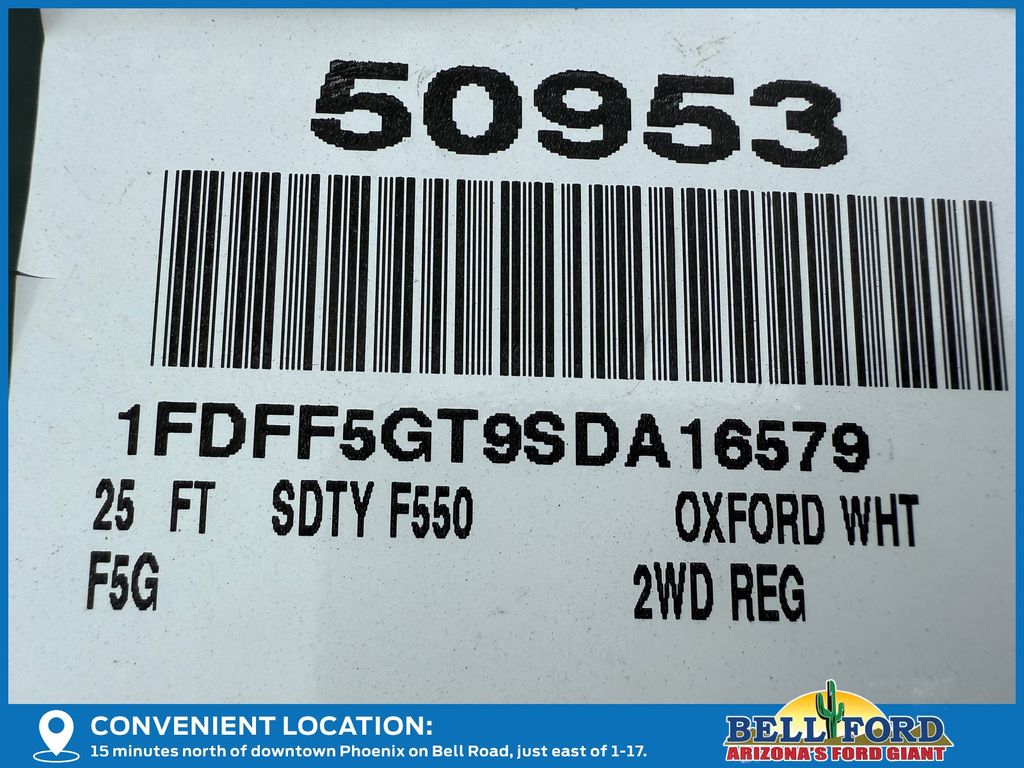 50953
1FDFF5GT9SDA16579
25 FT SDTY F550 OXFORD WHT
F5G 2WD REG
CONVENIENT LOCATION:
15 minutes north of downtown Phoenix on Bell Road, just east of 1-17.
BELL FORD
ARIZONA'S FORD GIANT